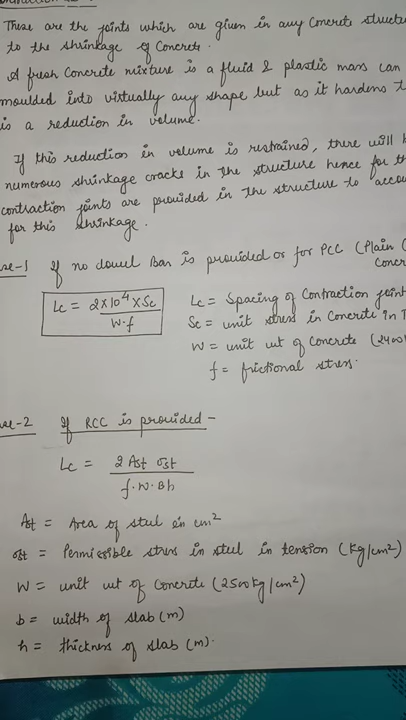 These are the joints which are given in any Concrete
to the shrinkage of Concrete.
A fresh Concrete mixture is a fluid & plastic mass can
moulded into virtually any shape but as it hardens
is a reduction in volume.
If this reduction in volume is restrained, there will
numerous shrinkage cracks in the structure hence for
contraction joints are provided in the structure to
for this shrinkage.
-1 If no dowel Bar is provided or for PCC (Plain
Concr
Lc = 2×10⁴×Sc
W.f
Lc = Spacing of Contraction joint
Sc = unit stress in Concrete in
W = unit wt of Concrete (2400
f = frictional stress.
-2 If RCC is provided -
Lc = 2 Ast σst
f.W.Bh
Ast = Area of steel in cm²
σst = Permissible stress in steel in tension (kg/cm²)
W = unit wt of concrete (2500kg/cm²)
b = width of slab (m)
h = thickness of slab (m).